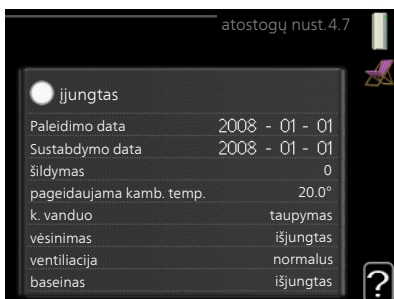 atostogų nust.4.7
įjungtas
Paleidimo data 2008 - 01 - 01
Sustabdymo data 2008 - 01 - 01
šildymas 0
pageidaujama kamb. temp. 20.0°
k. vanduo taupymas
vėsinimas išjungtas
ventiliacija normalus
baseinas išjungtas
?